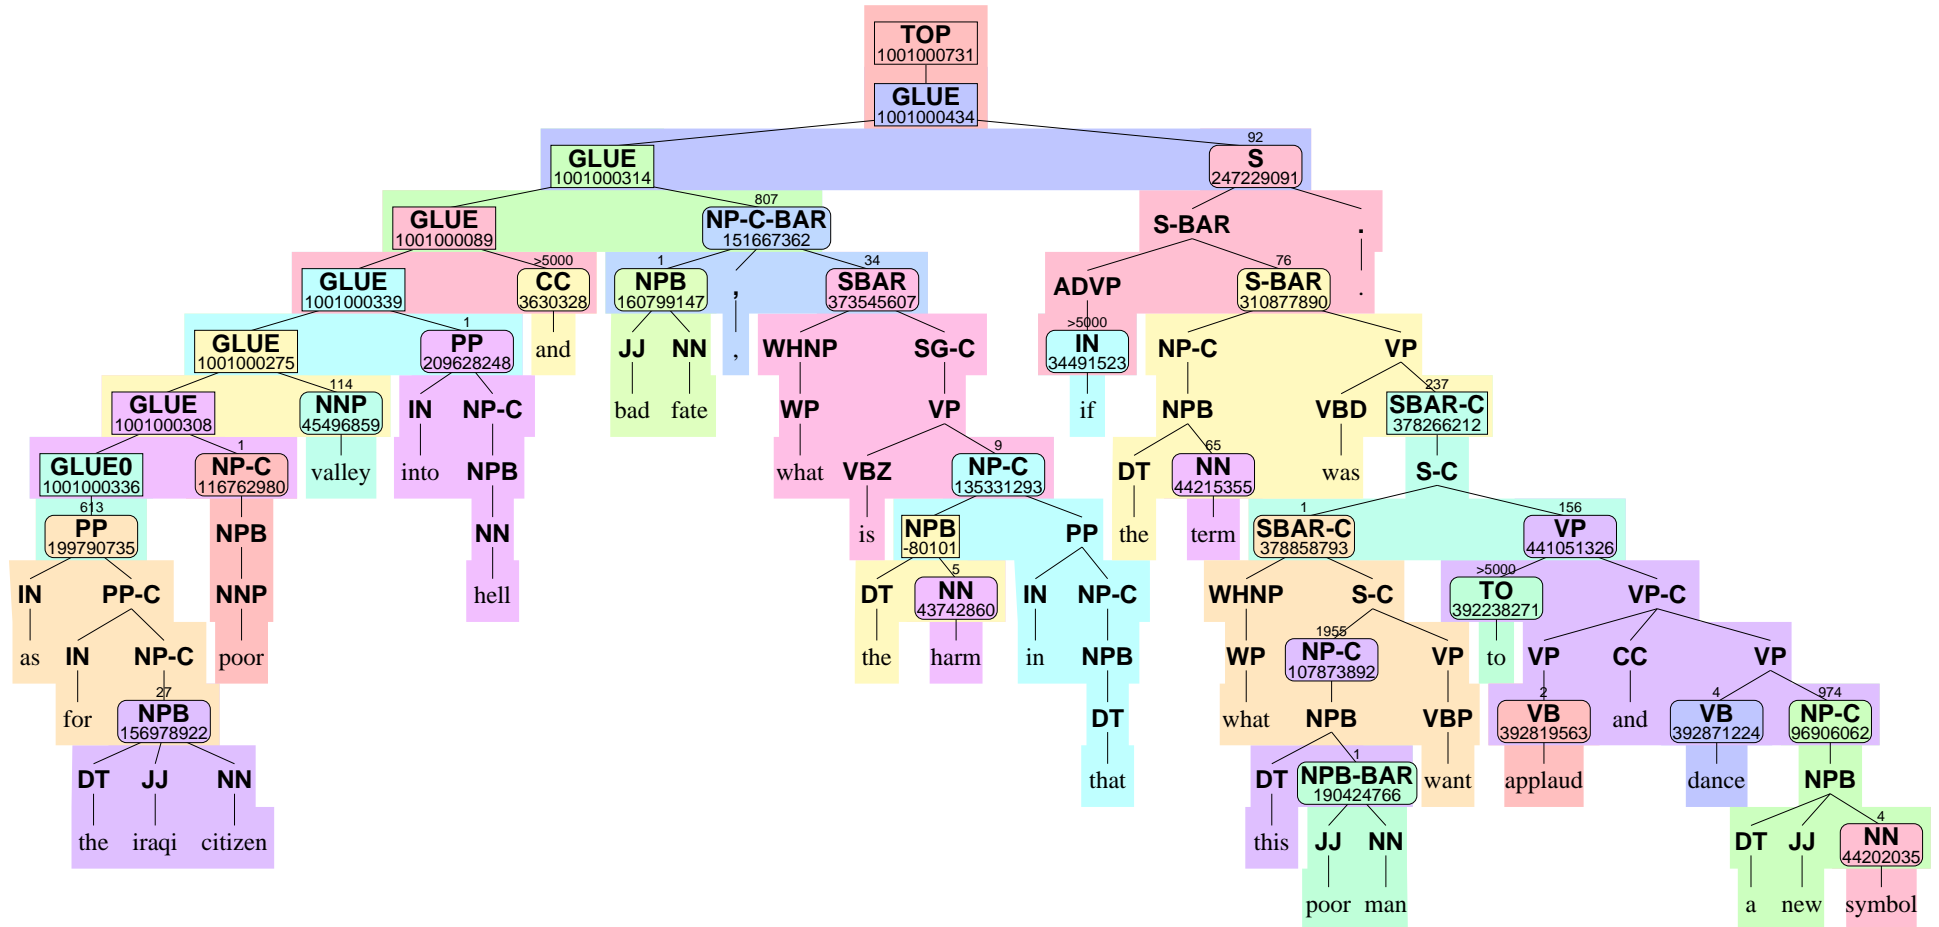 TOP
1001000731
GLUE
1001000434
92
GLUE S
1001000314 247229091
807
GLUE NP-C-BAR S-BAR .
1001000089 151667362
>5000 1 34 76
GLUE CC NPB , SBAR ADVP S-BAR .
1001000339 3630328 160799147 373545607 310877890
1 >5000
GLUE PP and JJ NN , WHNP SG-C IN NP-C VP
1001000275 209628248 34491523
114 237
GLUE NNP IN NP-C bad fate WP VP if NPB VBD SBAR-C
1001000308 45496859 378266212
1 9 65
GLUE0 NP-C valley into NPB what VBZ NP-C DT NN was S-C
1001000336 116762980 135331293 44215355
613 1 156
PP NPB NN is NPB PP the term SBAR-C VP
199790735 -80101 378858793 441051326
5 >5000
IN PP-C NNP hell DT NN IN NP-C WHNP S-C TO VP-C
43742860 392238271
1955
as IN NP-C poor the harm in NPB WP NP-C VP to VP CC VP
107873892
27 2 4 974
for NPB DT what NPB VBP VB and VB NP-C
156978922 392819563 392871224 96906062
1
DT JJ NN that DT NPB-BAR want applaud dance NPB
190424766
4
the iraqi citizen this JJ NN DT JJ NN
44202035
poor man a new symbol